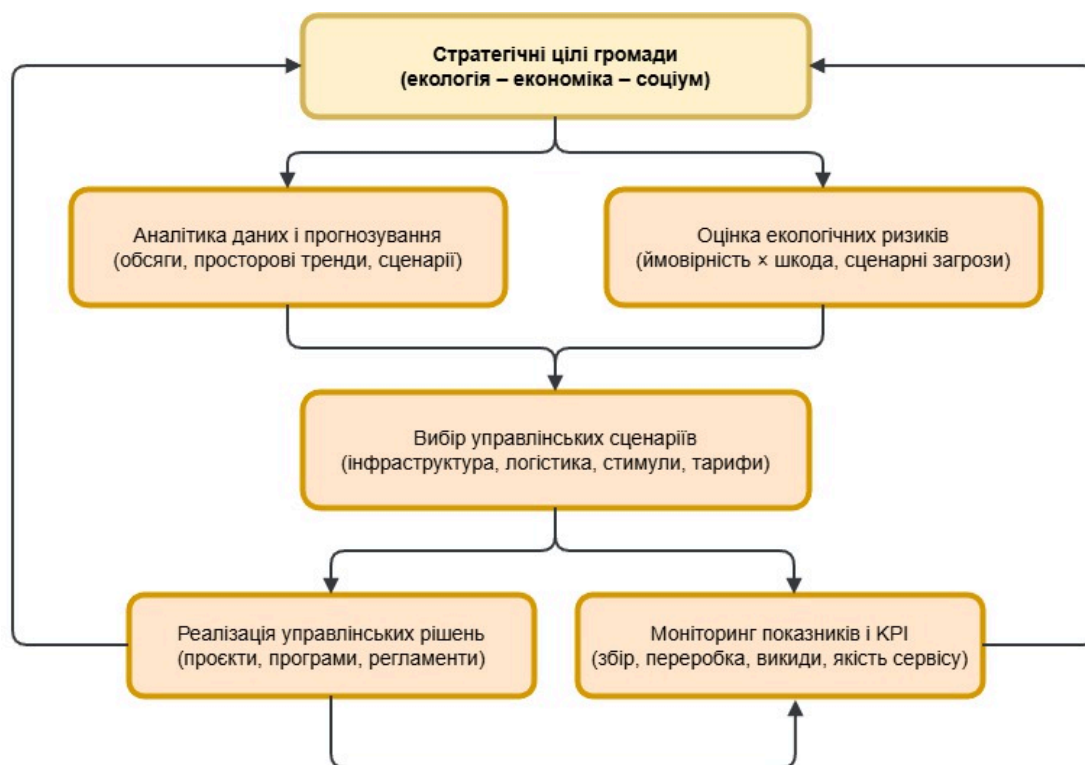 Стратегічні цілі громади
(екологія – економіка – соціум)
Аналітика даних і прогнозування
(обсяги, просторові тренди, сценарії)
Оцінка екологічних ризиків
(ймовірність × шкода, сценарні загрози)
Вибір управлінських сценаріїв
(інфраструктура, логістика, стимули, тарифи)
Реалізація управлінських рішень
(проєкти, програми, регламенти)
Моніторинг показників і KPI
(збір, переробка, викиди, якість сервісу)